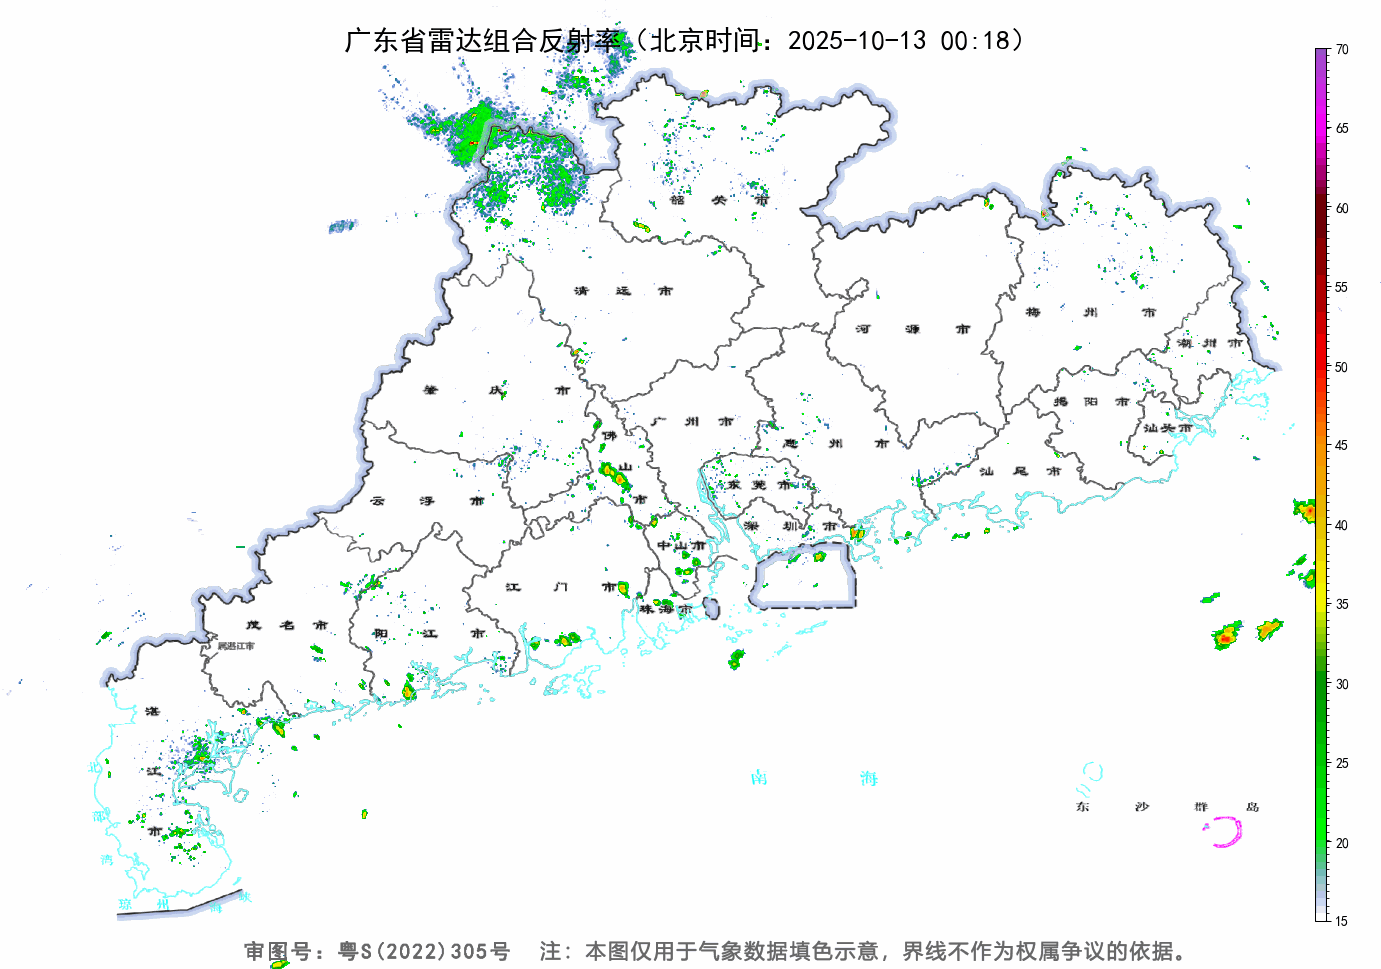 广东省雷达组合反射率（北京时间：2025-10-13 00:18）
70
65
60
55
50
45
40
35
30
25
20
15
韶关市
清远市
河源市
梅州市
潮州市
肇庆市
广州市
惠州市
揭阳市
汕头市
佛山市
云浮市
东莞市
汕尾市
深圳市
中山市
江门市
珠海市
茂名市
阳江市
属湛江市
湛江市
北部湾
南海
东沙群岛
琼州海峡
审图号：粤S(2022)305号 注：本图仅用于气象数据填色示意，界线不作为权属争议的依据。